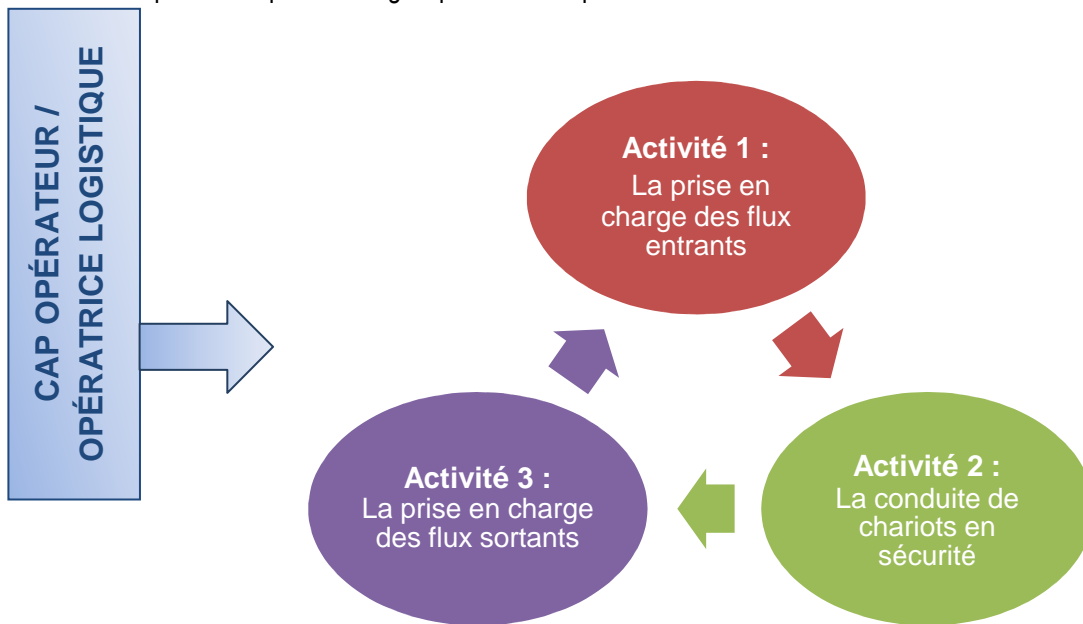 CAP OPÉRATEUR /
OPÉRATRICE LOGISTIQUE
Activité 1 :
La prise en
charge des flux
entrants
Activité 3 :
La prise en charge
des flux sortants
Activité 2 :
La conduite de
chariots en
sécurité